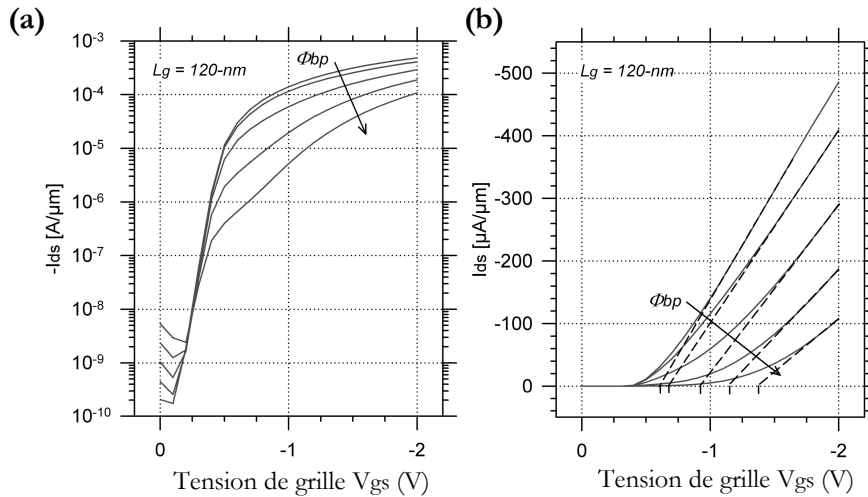 (a)
10⁻³
10⁻⁴
10⁻⁵
10⁻⁶
10⁻⁷
10⁻⁸
10⁻⁹
10⁻¹⁰
-Ids [A/µm]
Lg = 120-nm
Φbp
0
-1
-2
Tension de grille Vgs (V)
(b)
-500
-400
-300
-200
-100
0
Ids [µA/µm]
Lg = 120-nm
Φbp
0
-1
-2
Tension de grille Vgs (V)